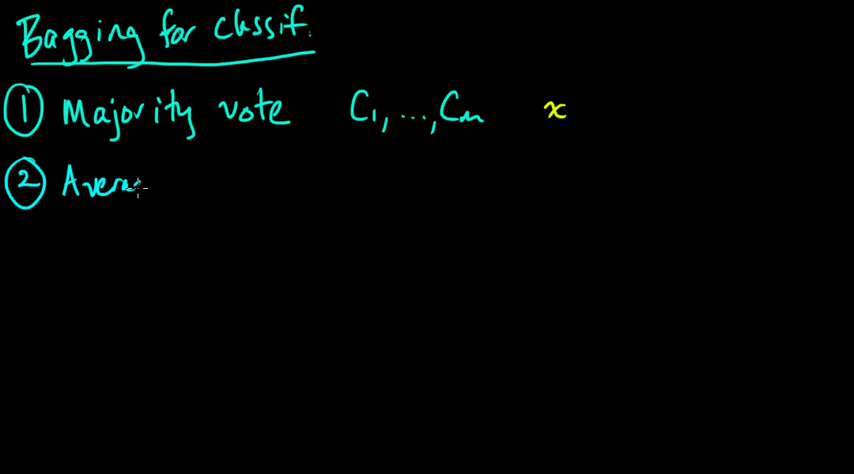 Bagging for classif.
① Majority vote C₁, ..., Cₘ x
② Avera